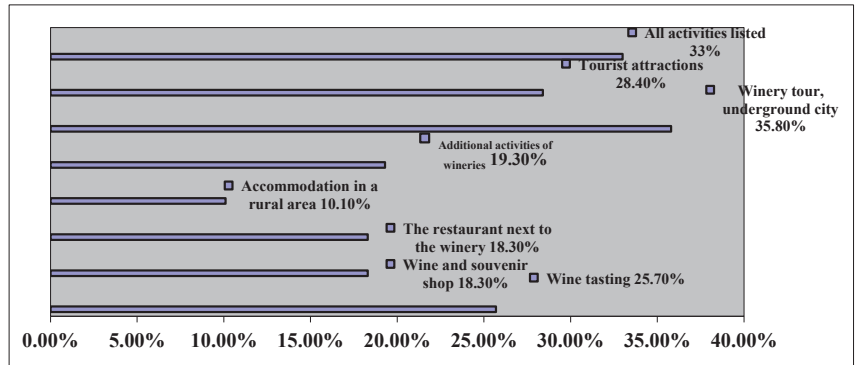 All activities listed
33%
Tourist attractions
28.40%
Winery tour,
underground city
35.80%
Additional activities of
wineries 19.30%
Accommodation in a
rural area 10.10%
The restaurant next to
the winery 18.30%
Wine and souvenir
shop 18.30%
Wine tasting 25.70%
0.00% 5.00% 10.00% 15.00% 20.00% 25.00% 30.00% 35.00% 40.00%